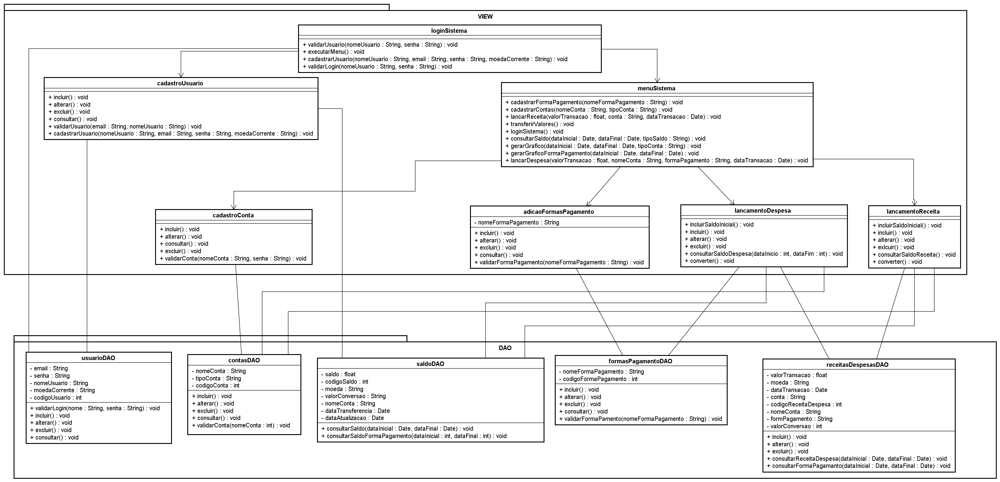 VIEW
loginSistema
+ validarUsuario(nomeUsuario : String, senha : String) : void
+ executarMenu() : void
+ cadastrarUsuario(nomeUsuario : String, email : String, senha : String, moedaCorrente : String) : void
+ validarLogin(nomeUsuario : String, senha : String) : void
cadastroUsuario
+ incluir() : void
+ alterar() : void
+ excluir() : void
+ consultar() : void
+ validarUsuario(email : String, nomeUsuario : String) : void
+ cadastrarUsuario(nomeUsuario : String, email : String, senha : String, moedaCorrente : String) : void
menuSistema
+ cadastrarFormaPagamento(nomeFormaPagamento : String) : void
+ cadastrarContas(nomeConta : String, tipoConta : String) : void
+ lancarReceita(valorTransacao : float, conta : String, dataTransacao : Date) : void
+ transferirValores() : void
+ loginSistema() : void
+ consultarSaldo(dataInicial : Date, dataFinal : Date, tipoSaldo : String) : void
+ gerarGrafico(dataInicial : Date, dataFinal : Date, tipoConta : String) : void
+ gerarGraficoFormaPagamento(dataInicial : Date, dataFinal : Date) : void
+ lancarDespesa(valorTransacao : float, nomeConta : String, formaPagamento : String, dataTransacao : Date) : void
cadastroConta
+ incluir() : void
+ alterar() : void
+ consultar() : void
+ excluir() : void
+ validarConta(nomeConta : String, senha : String) : void
adicaoFormasPagamento
- nomeFormaPagamento : String
+ incluir() : void
+ alterar() : void
+ excluir() : void
+ consultar() : void
+ validarFormaPagamento(nomeFormaPagamento : String) : void
lancamentoDespesa
+ incluirSaldoInicial() : void
+ incluir() : void
+ alterar() : void
+ excluir() : void
+ consultarSaldoDespesa(dataInicio : int, dataFim : int) : void
+ converter() : void
lancamentoReceita
+ incluirSaldoInicial() : void
+ incluir() : void
+ alterar() : void
+ exlcuir() : void
+ consultarSaldoReceita() : void
+ converter() : void
DAO
usuarioDAO
- email : String
- senha : String
- nomeUsuario : String
- moedaCorrente : String
- codigoUsuario : int
+ validarLogin(nome : String, senha : String) : void
+ incluir() : void
+ alterar() : void
+ excluir() : void
+ consultar() : void
contasDAO
- nomeConta : String
- tipoConta : String
- codigoConta : int
+ incluir() : void
+ alterar() : void
+ excluir() : void
+ consultar() : void
+ validarConta(nomeConta : int) : void
saldoDAO
- saldo : float
- codigoSaldo : int
- moeda : String
- valorConversao : String
- nomeConta : String
- dataTransferencia : Date
- dataAtualizacao : Date
+ consultarSaldo(dataInicial : Date, dataFinal : Date) : void
+ consultarSaldoFormaPagamento(dataInicial : int, dataFinal : int) : void
formasPagamentoDAO
- nomeFormaPagamento : String
- codigoFormaPagamento : int
+ incluir() : void
+ alterar() : void
+ excluir() : void
+ consultar() : void
+ validarFormaPamento(nomeFormaPagamento : String) : void
receitasDespesasDAO
- valorTransacao : float
- moeda : String
- dataTransacao : Date
- conta : String
- codigoReceitaDespesa : int
- nomeConta : String
- formPagamento : String
- valorConversao : int
+ incluir() : void
+ alterar() : void
+ excluir() : void
+ consultarReceitaDespesa(dataInicial : Date, dataFinal : Date) : void
+ consultarFormaPagamanto(dataInicial : Date, dataFinal : Date) : void